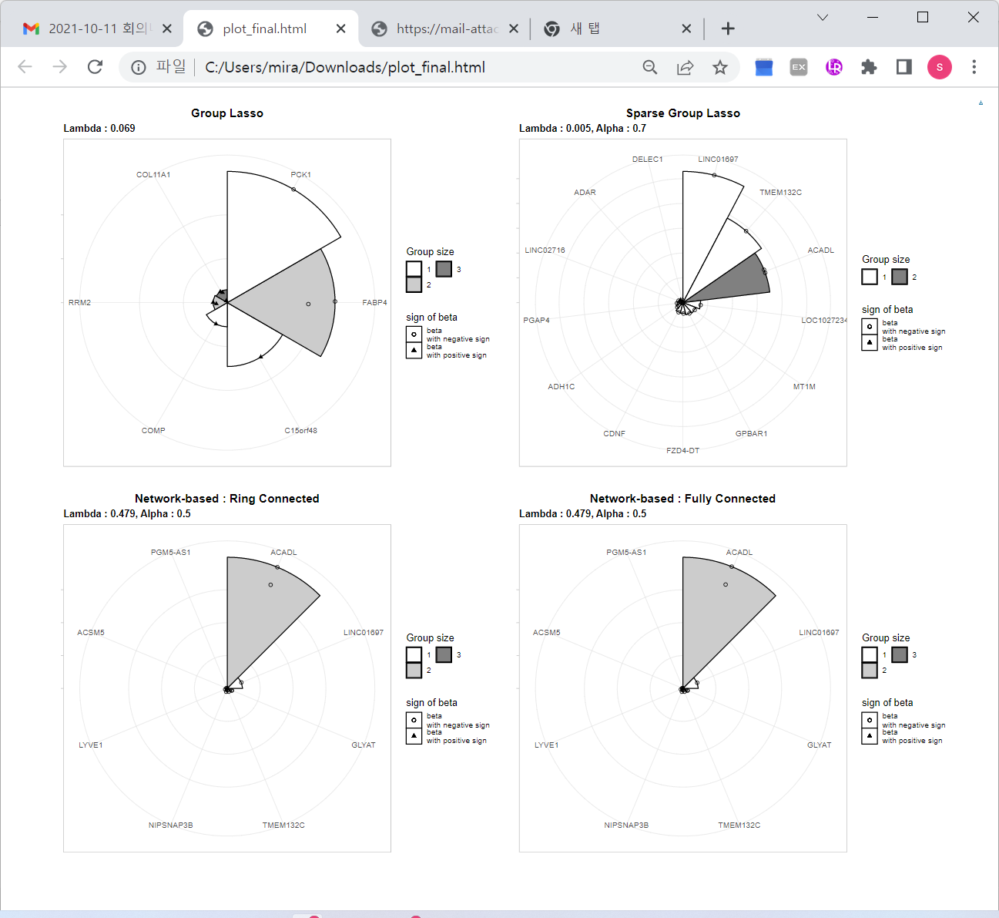 2021-10-11 회의
plot_final.html
https://mail-attac
새 탭
파일
C:/Users/mira/Downloads/plot_final.html
EX
LR
S
Group Lasso
Lambda : 0.069
COL11A1
PCK1
RRM2
FABP4
COMP
C15orf48
Group size
1
3
2
sign of beta
beta
with negative sign
beta
with positive sign
Sparse Group Lasso
Lambda : 0.005, Alpha : 0.7
DELEC1
LINC01697
ADAR
TMEM132C
LINC02716
ACADL
PGAP4
LOC1027234
ADH1C
MT1M
CDNF
GPBAR1
FZD4-DT
Group size
1
2
sign of beta
beta
with negative sign
beta
with positive sign
Network-based : Ring Connected
Lambda : 0.479, Alpha : 0.5
PGM5-AS1
ACADL
ACSM5
LINC01697
LYVE1
GLYAT
NIPSNAP3B
TMEM132C
Group size
1
3
2
sign of beta
beta
with negative sign
beta
with positive sign
Network-based : Fully Connected
Lambda : 0.479, Alpha : 0.5
PGM5-AS1
ACADL
ACSM5
LINC01697
LYVE1
GLYAT
NIPSNAP3B
TMEM132C
Group size
1
3
2
sign of beta
beta
with negative sign
beta
with positive sign